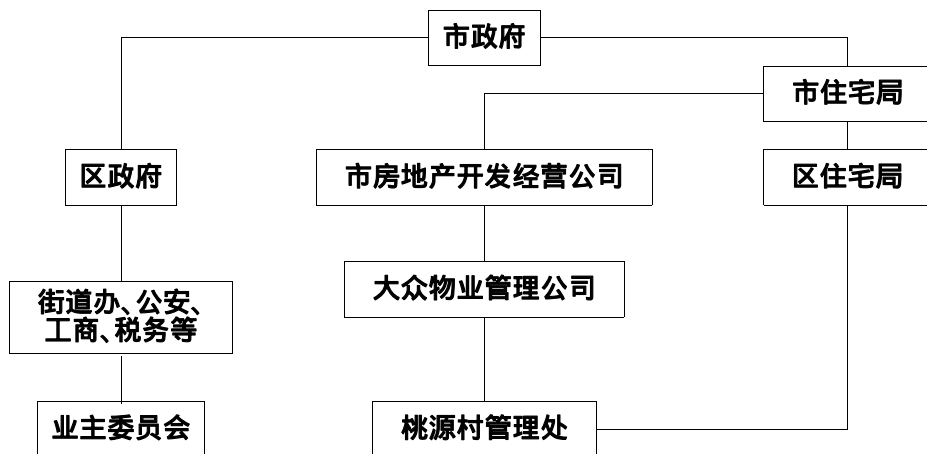 市政府
市住宅局
区政府
市房地产开发经营公司
区住宅局
大众物业管理公司
街道办、公安、
工商、税务等
业主委员会
桃源村管理处